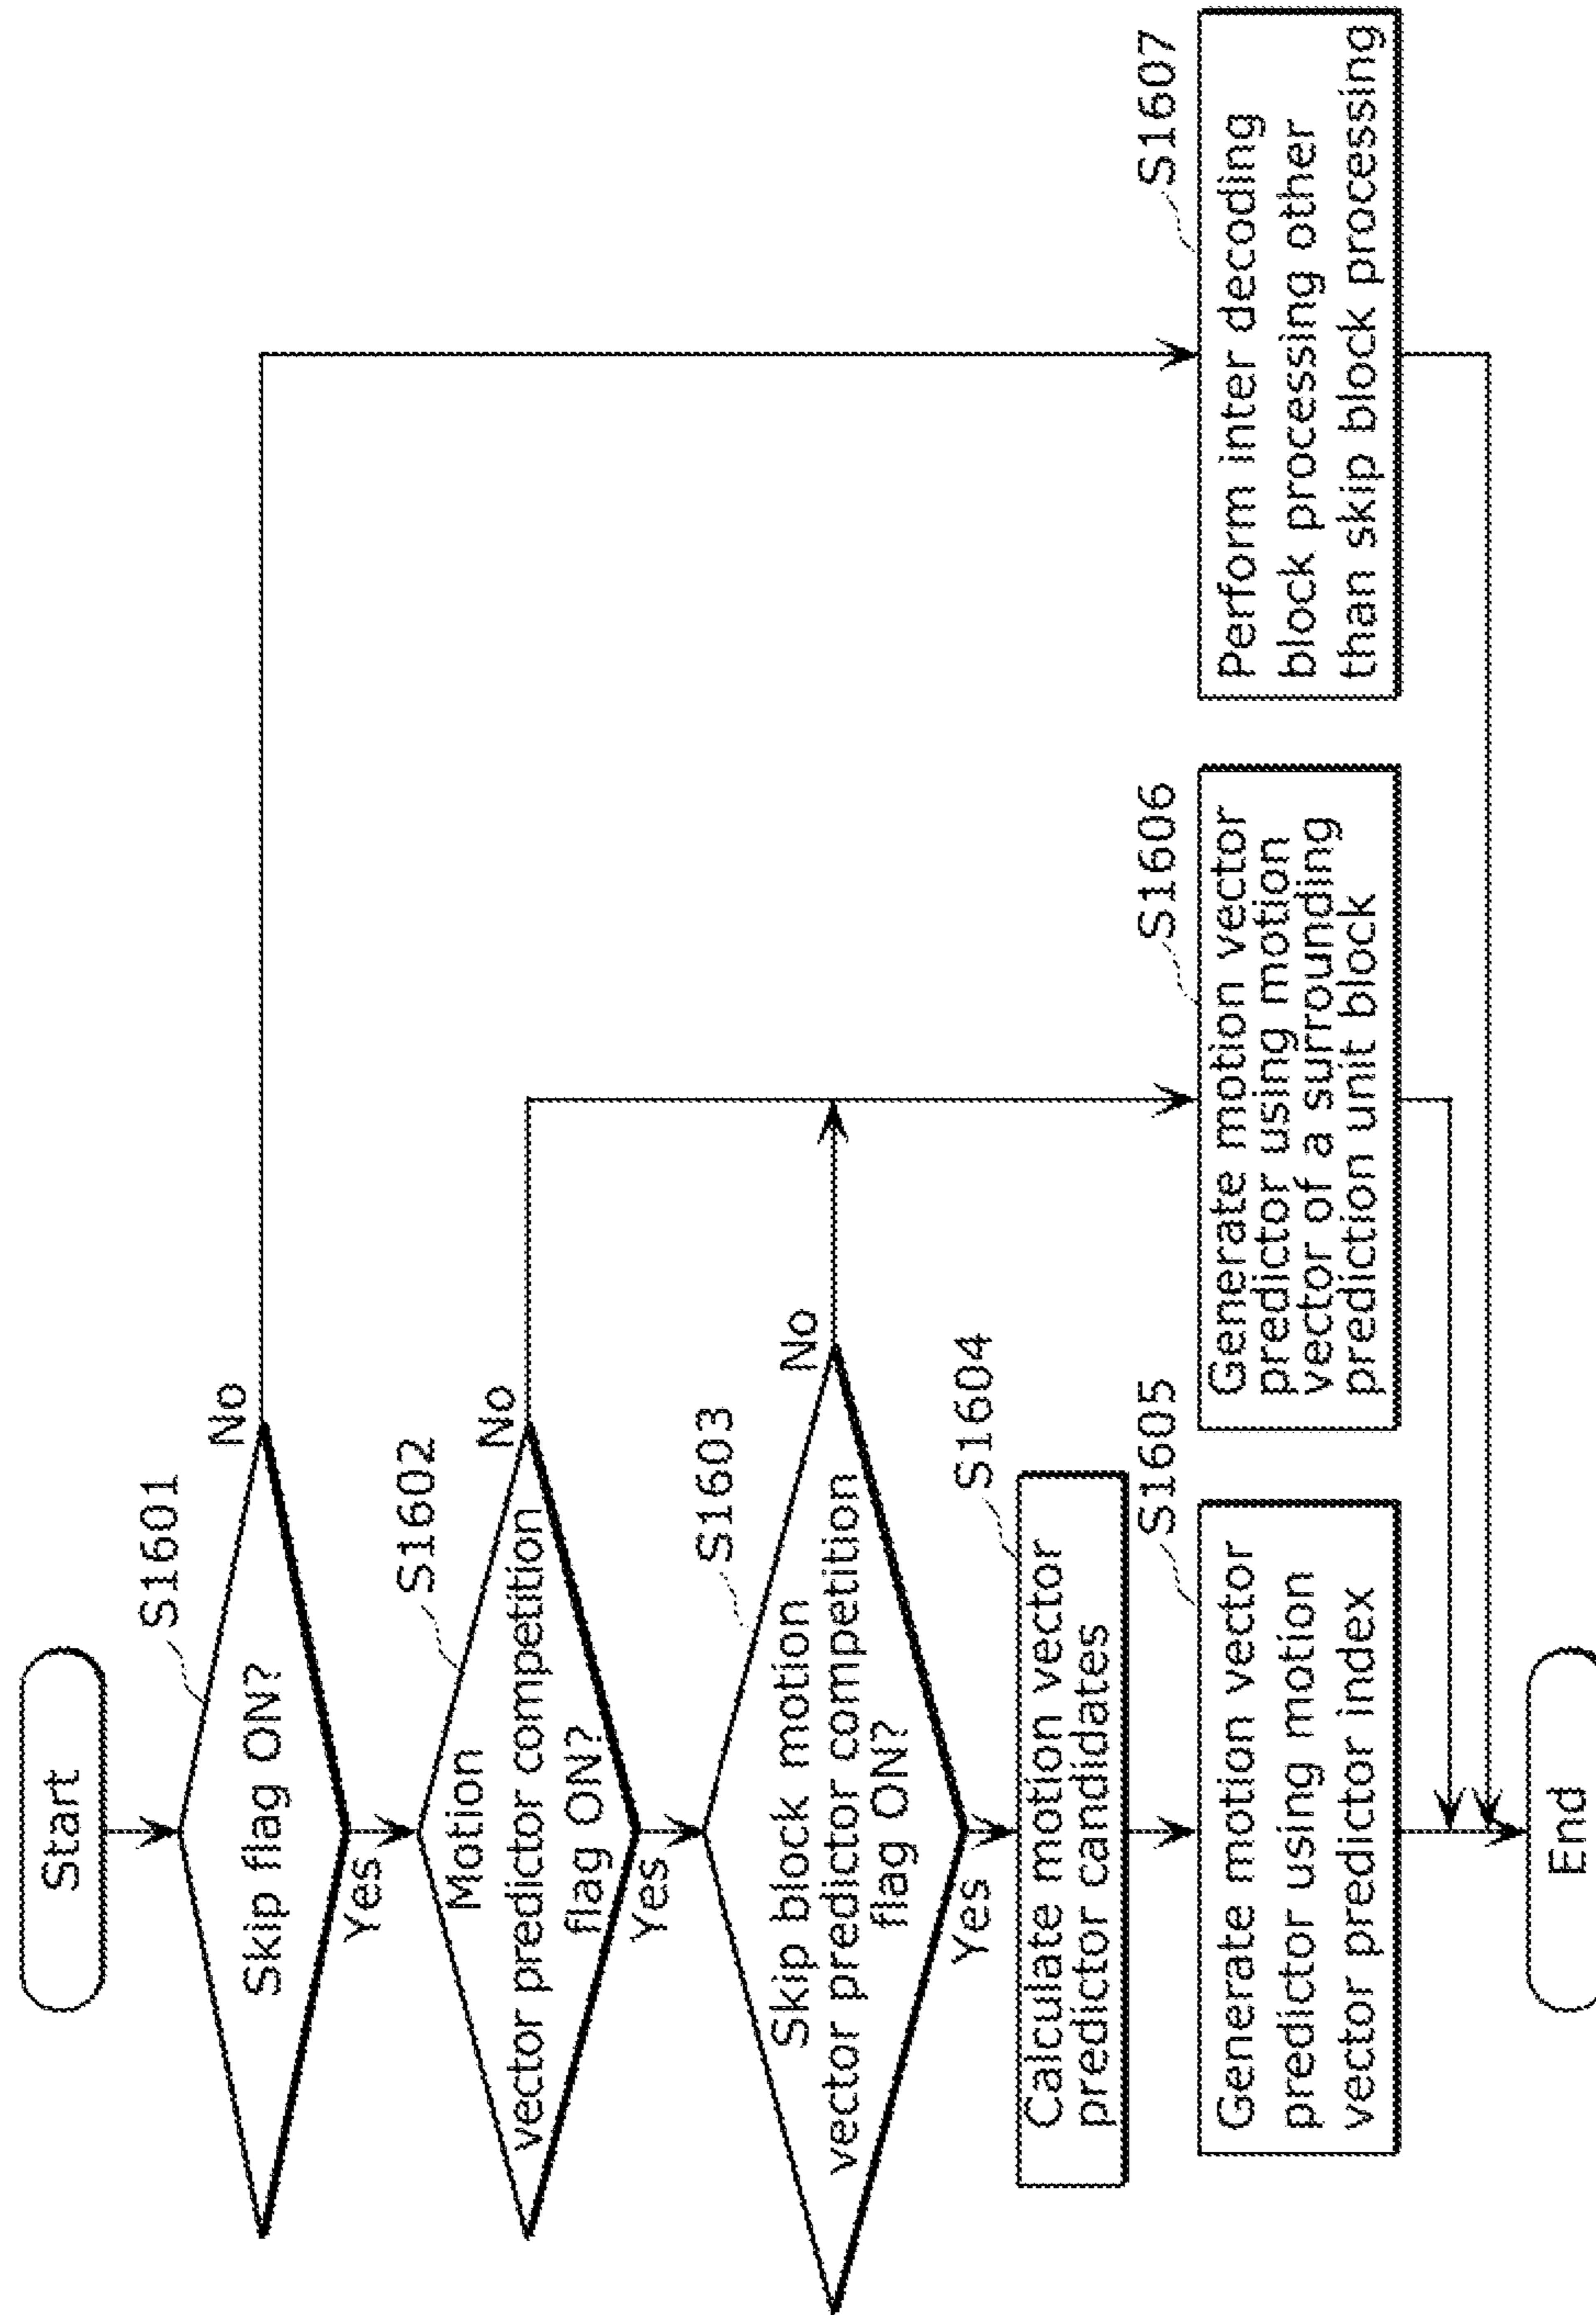 Start
S1601
Skip flag ON?
No
Yes
S1602
Motion
vector predictor competition
flag ON?
No
Yes
S1603
Skip block motion
vector predictor competition
flag ON?
No
Yes
S1604
Calculate motion vector
predictor candidates
S1605
Generate motion vector
predictor using motion
vector predictor index
S1606
Generate motion vector
predictor using motion
vector of a surrounding
prediction unit block
S1607
Perform inter decoding
block processing other
than skip block processing
End